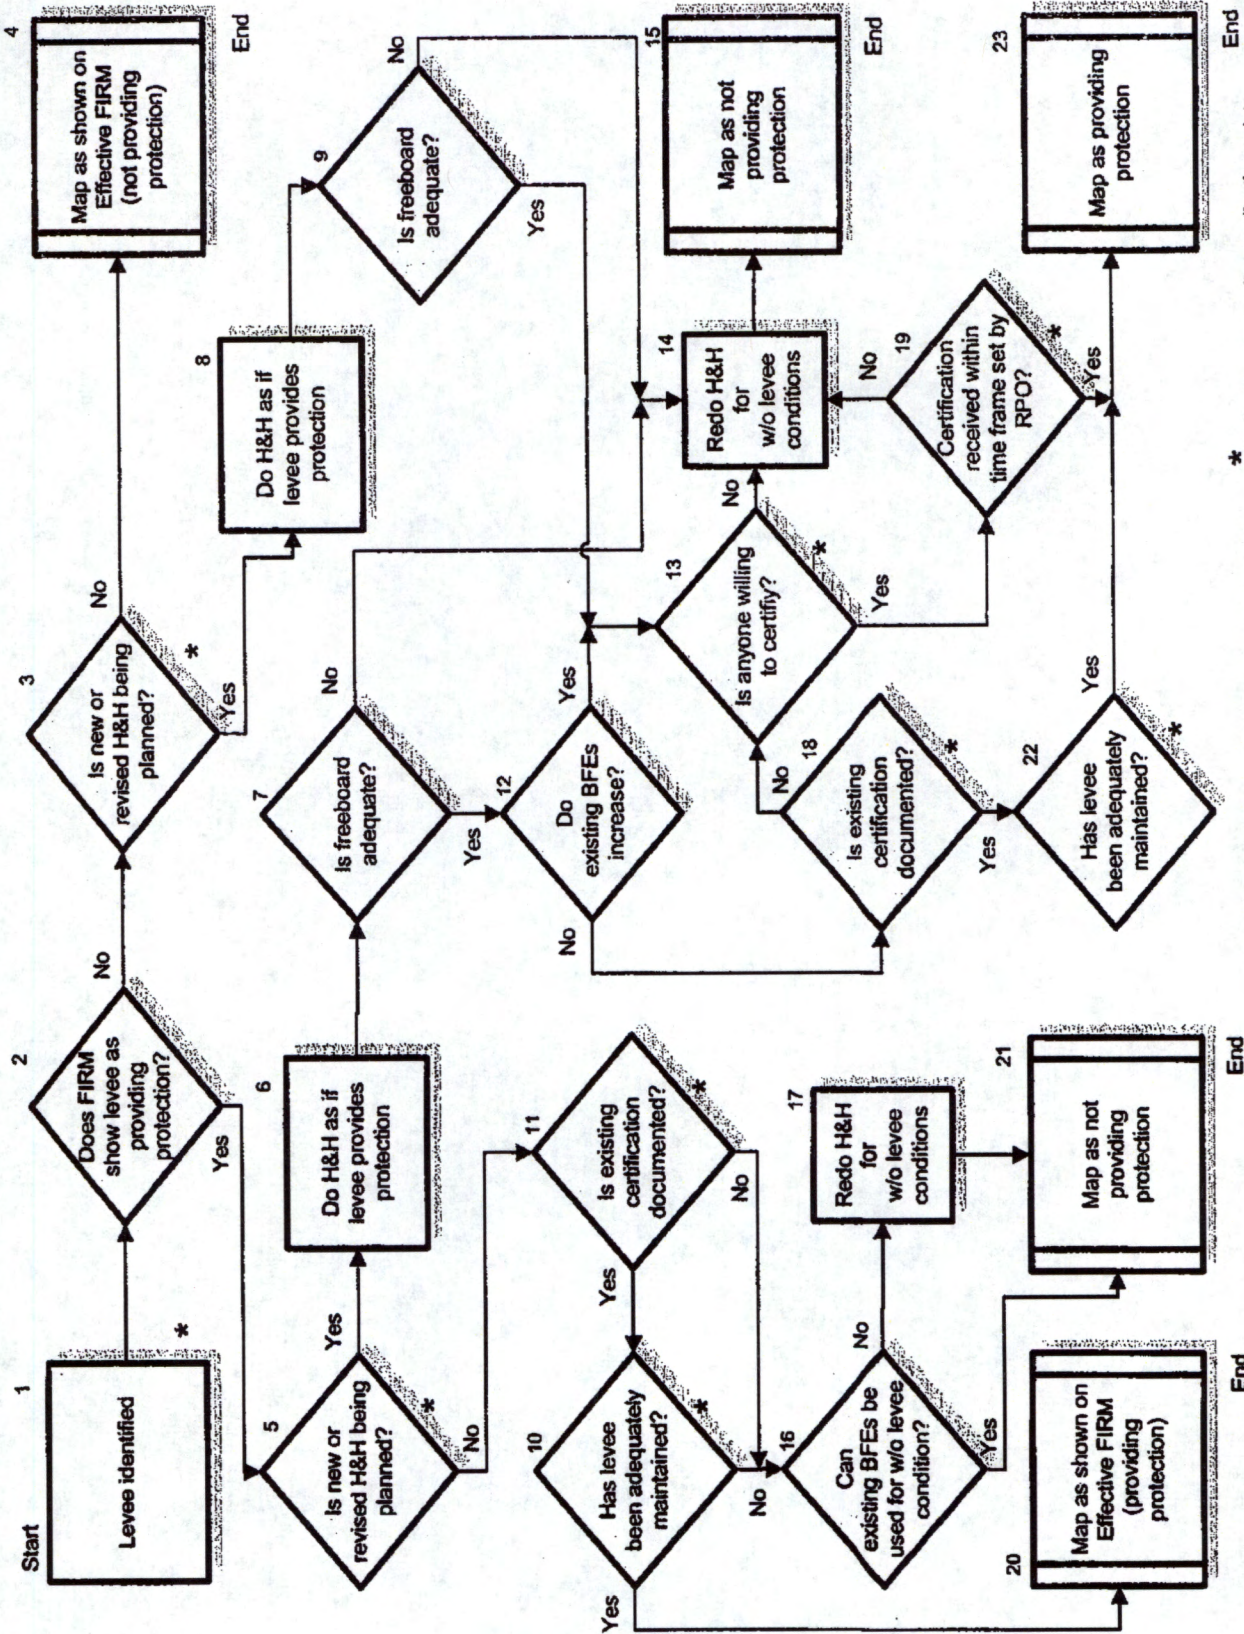 Start
1
Levee identified
*
2
Does FIRM
show levee as
providing
protection?
No
Yes
3
Is new or
revised H&H being
planned?
No
*
Yes
4
Map as shown on
Effective FIRM
(not providing
protection)
End
5
Is new or
revised H&H being
planned?
Yes
*
No
6
Do H&H as if
levee provides
protection
7
Is freeboard
adequate?
No
Yes
8
Do H&H as if
levee provides
protection
9
Is freeboard
adequate?
No
Yes
10
Has levee
been adequately
maintained?
*
Yes
No
11
Is existing
certification
documented?
*
Yes
No
12
Do
existing BFEs
increase?
Yes
No
13
Is anyone willing
to certifiy?
*
No
Yes
14
Redo H&H
for
w/o levee
conditions
15
Map as not
providing
protection
End
16
Can
existing BFEs be
used for w/o levee
condition?
No
Yes
17
Redo H&H
for
w/o levee
conditions
18
Is existing
certification
documented?
*
No
Yes
19
Certification
received within
time frame set by
RPO?
*
No
Yes
20
Map as shown on
Effective FIRM
(providing
protection)
End
21
Map as not
providing
protection
End
22
Has levee
been adequately
maintained?
*
Yes
23
Map as providing
protection
End
*